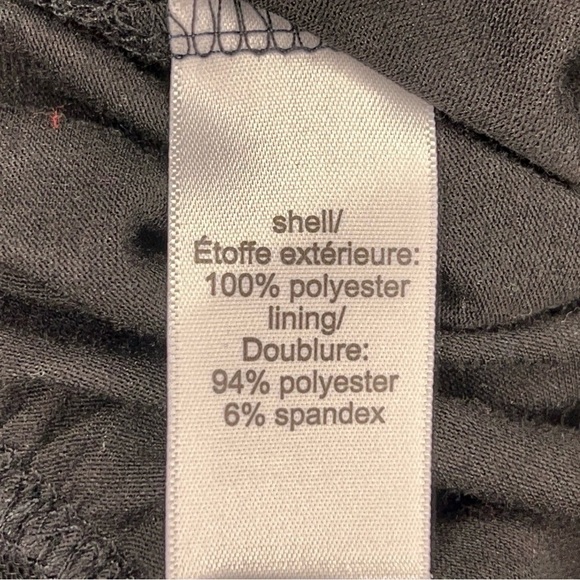 shell/
Étoffe extérieure:
100% polyester
lining/
Doublure:
94% polyester
6% spandex